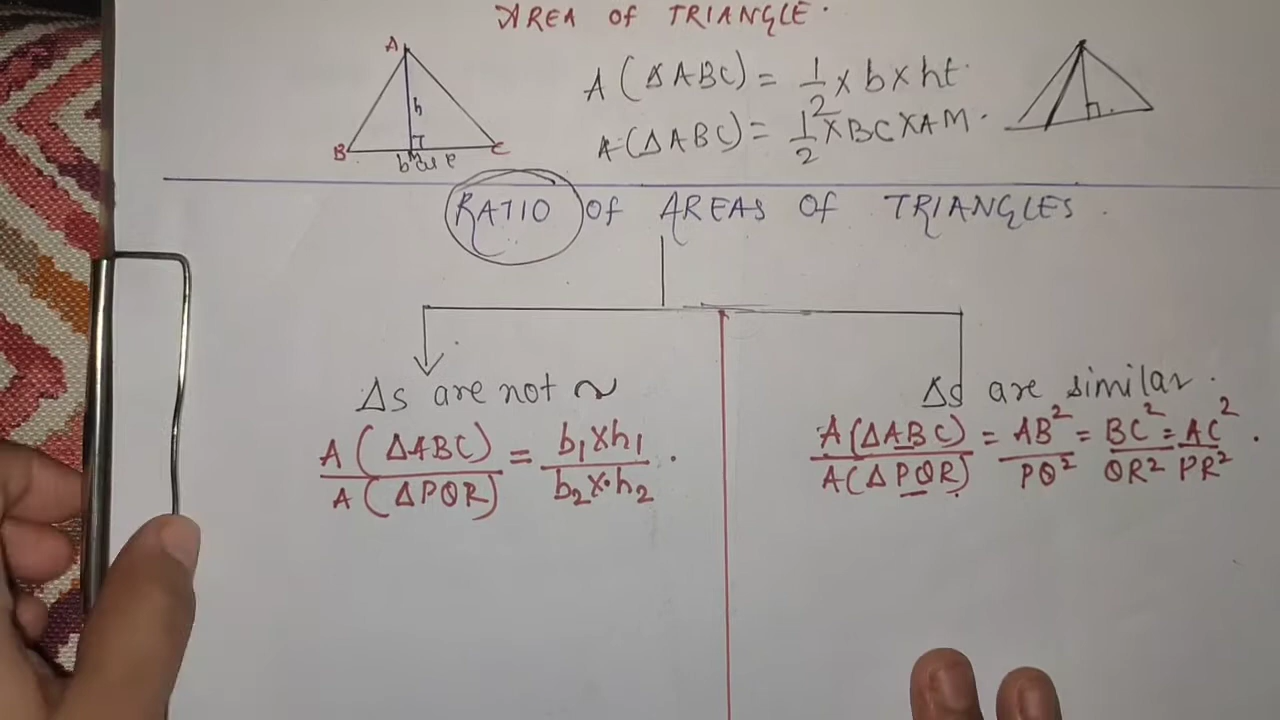 AREA OF TRIANGLE.
A
h
B
M
C
A (ΔABC) = 1/2 × b × ht.
A (ΔABC) = 1/2 × BC × AM.
RATIO OF AREAS OF TRIANGLES.
Δs are not ~
A (ΔABC) / A (ΔPQR) = b₁ × h₁ / b₂ × h₂.
Δs are similar.
A (ΔABC) / A (ΔPQR) = AB² / PQ² = BC² / QR² = AC² / PR².